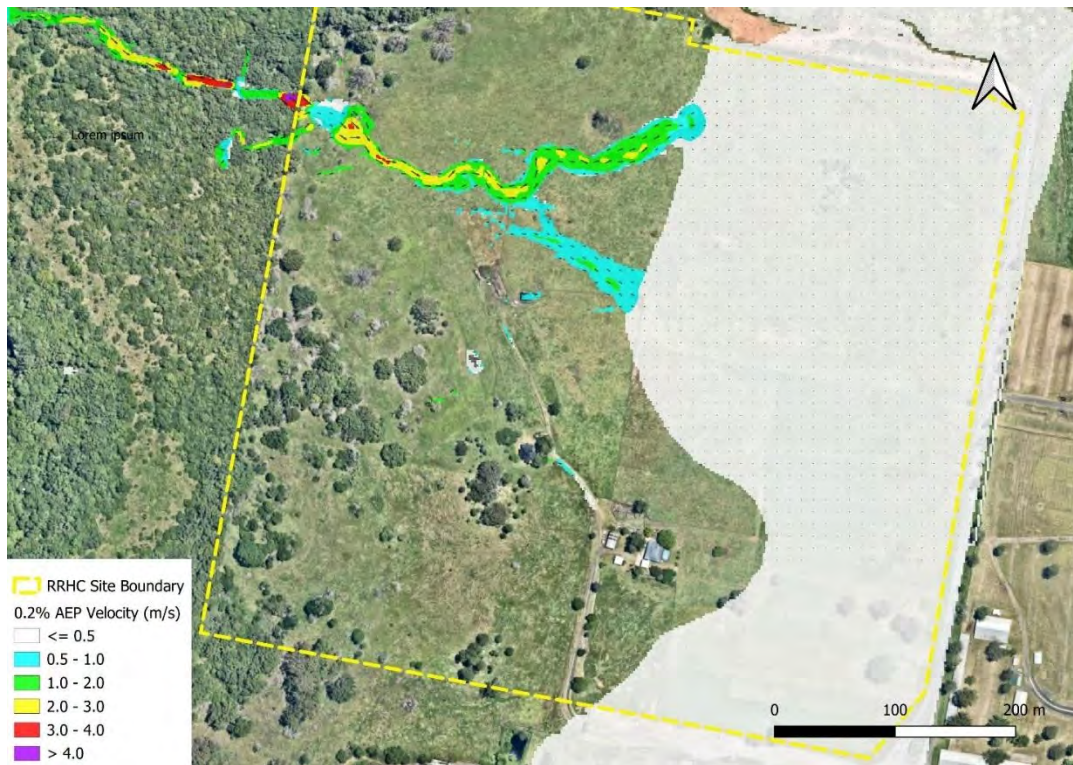 Lorem ipsum
RRHC Site Boundary
0.2% AEP Velocity (m/s)
<= 0.5
0.5 - 1.0
1.0 - 2.0
2.0 - 3.0
3.0 - 4.0
> 4.0
0 100 200 m